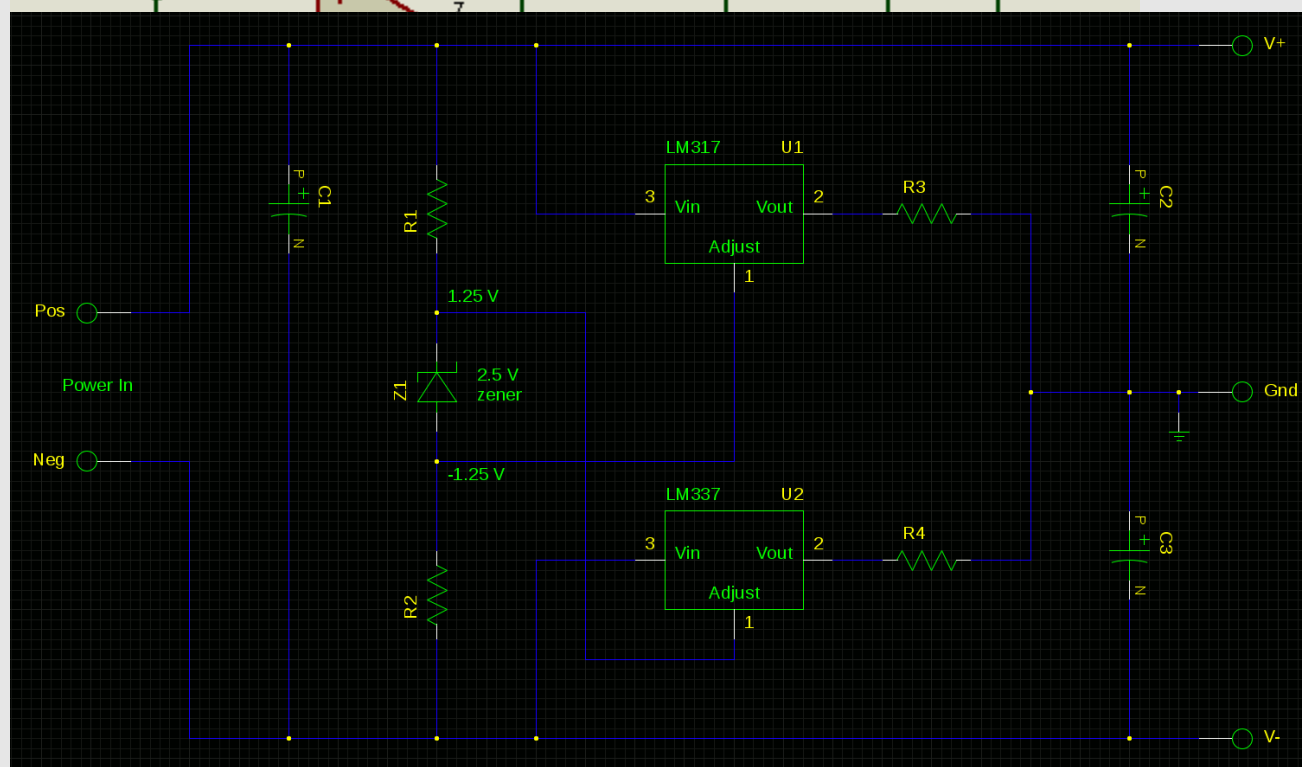 7
V+
LM317
U1
P
+
C1
N
R1
3
Vin
Vout
2
R3
Adjust
1
P
+
C2
N
1.25 V
Pos
Power In
Z1
2.5 V
zener
Gnd
Neg
-1.25 V
LM337
U2
3
Vin
Vout
2
R4
Adjust
1
P
+
C3
N
R2
V-